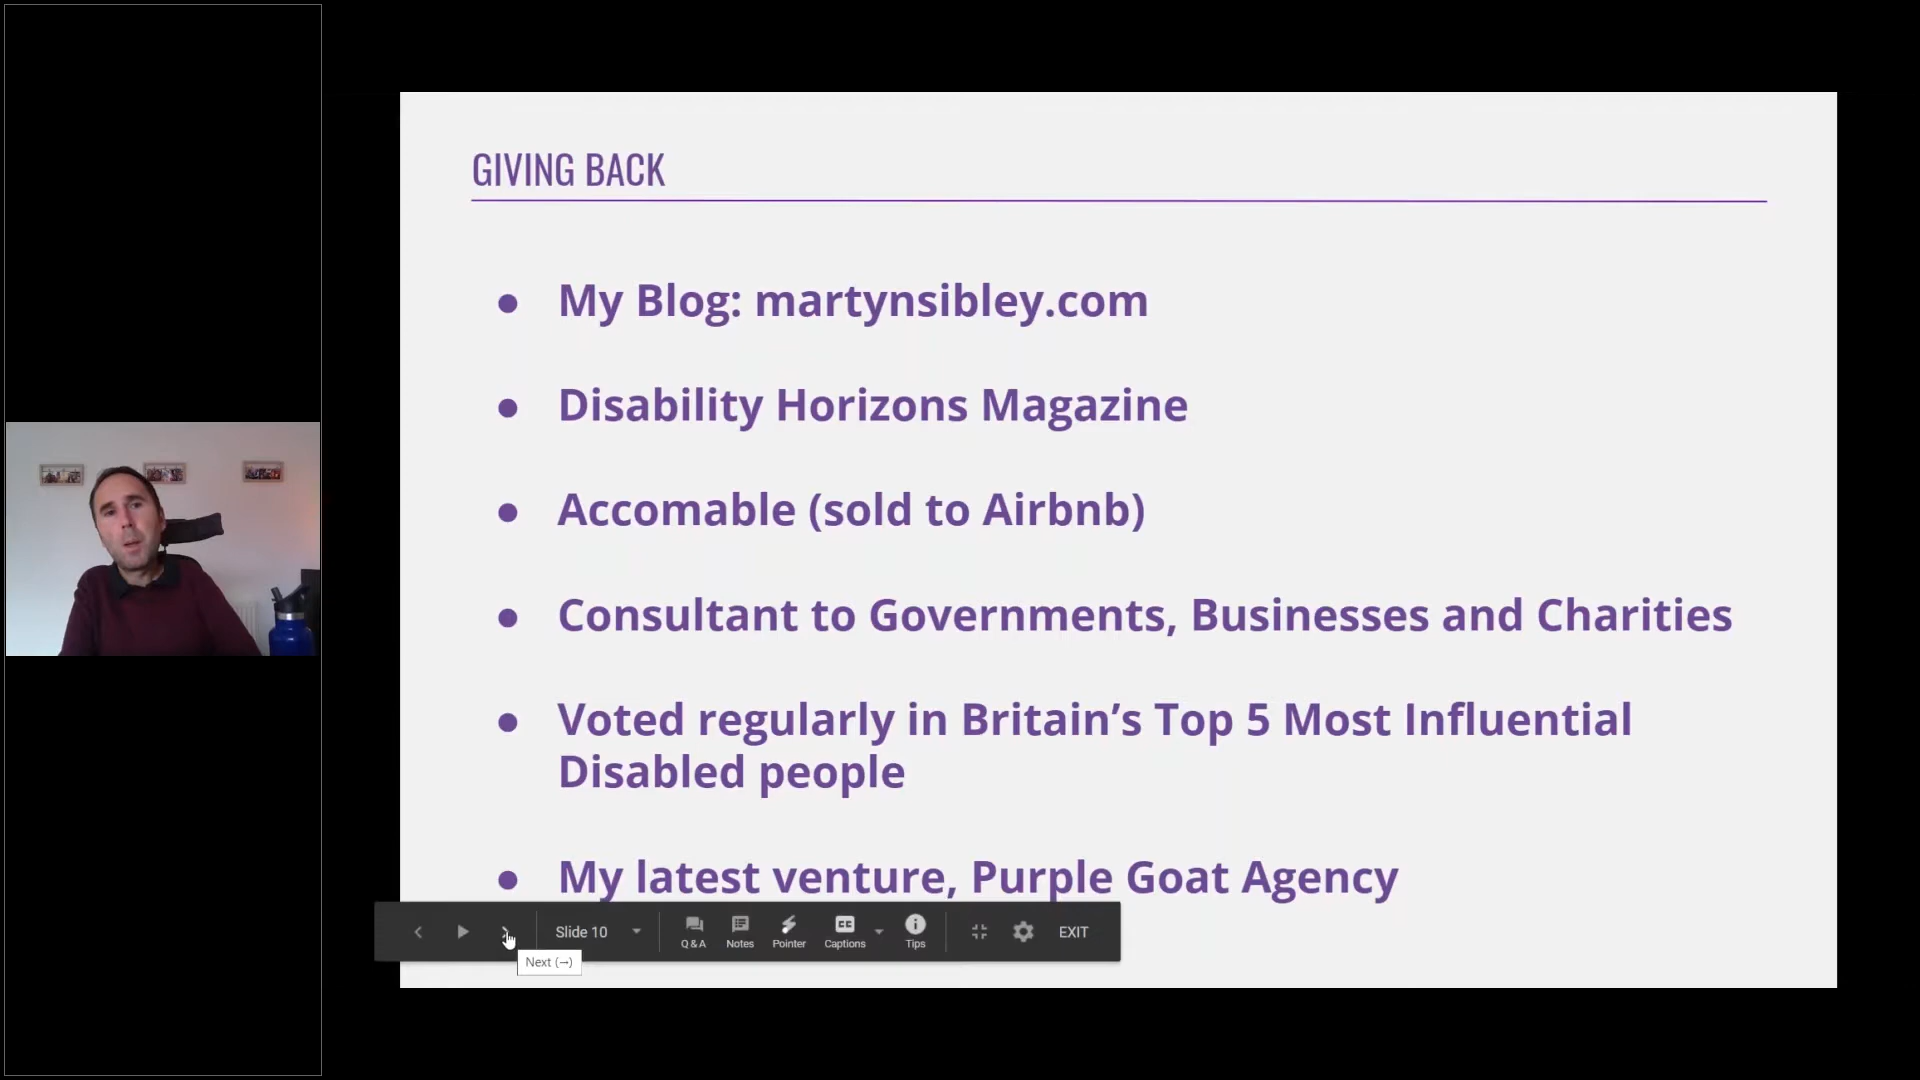 GIVING BACK
● My Blog: martynsibley.com
● Disability Horizons Magazine
● Accomable (sold to Airbnb)
● Consultant to Governments, Businesses and Charities
● Voted regularly in Britain’s Top 5 Most Influential
Disabled people
● My latest venture, Purple Goat Agency
Slide 10
Q & A
Notes
Pointer
CC
Captions
Tips
EXIT
Next (→)